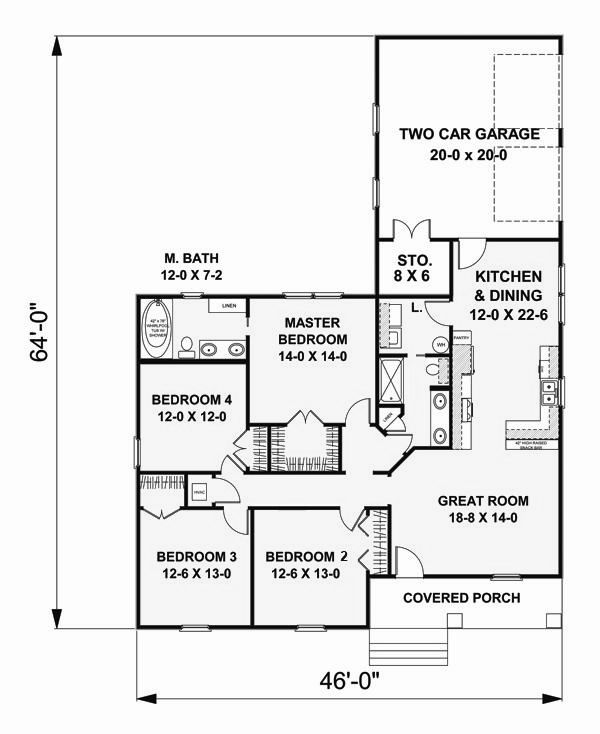 TWO CAR GARAGE
20-0 x 20-0
M. BATH
12-0 X 7-2
STO.
8 X 6
KITCHEN
& DINING
12-0 X 22-6
LINEN
42" x 76"
WHIRLPOOL
TUB W/
SHOWER
MASTER
BEDROOM
14-0 X 14-0
L.
WH
PANTRY
64'-0"
BEDROOM 4
12-0 X 12-0
LINEN
42" HIGH RAISED
SNACK BAR
HVAC
GREAT ROOM
18-8 X 14-0
BEDROOM 3
12-6 X 13-0
BEDROOM 2
12-6 X 13-0
COVERED PORCH
46'-0"